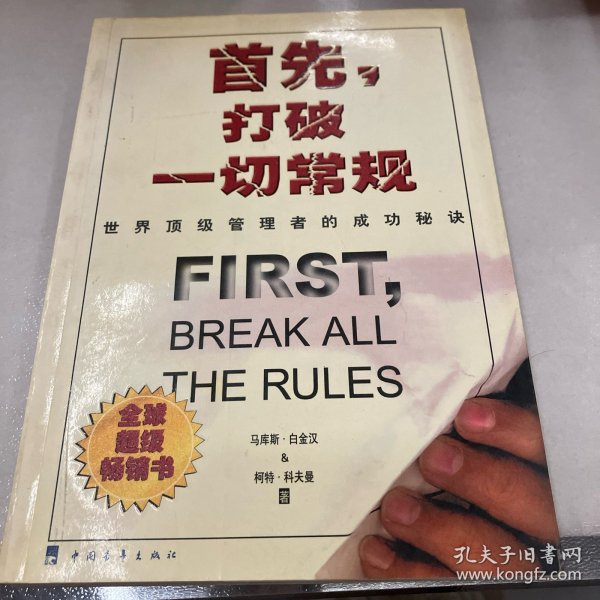 首先，
打破
一切常规
世界顶级管理者的成功秘诀
FIRST,
BREAK ALL
THE RULES
全球
超级
畅销书
马库斯·白金汉
&
柯特·科夫曼
著
中国青年出版社
孔夫子旧书网
www.kongfz.com